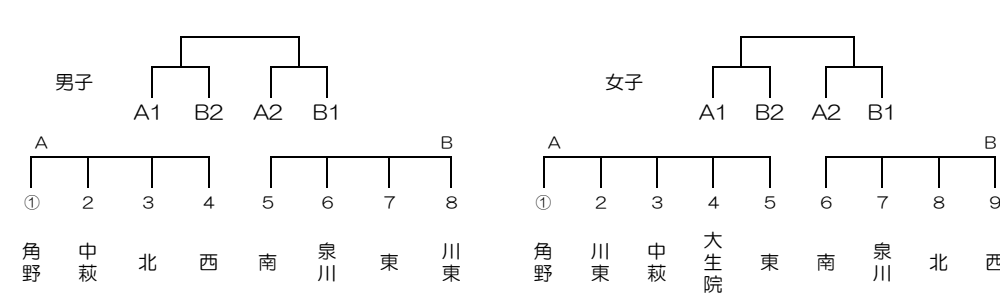 男子
A1 B2 A2 B1
A B
① 2 3 4 5 6 7 8
角野 中萩 北 西 南 泉川 東 川東
女子
A1 B2 A2 B1
A B
① 2 3 4 5 6 7 8 9
角野 川東 中萩 大生院 東 南 泉川 北 西